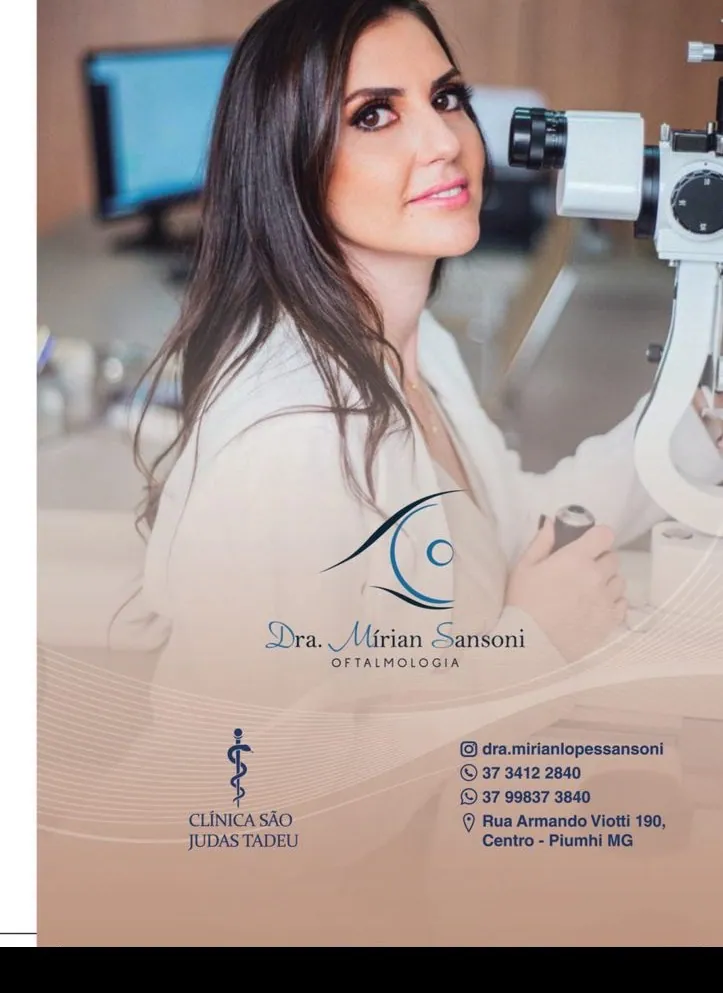 Dra. Mírian Sansoni
OFTALMOLOGIA
CLÍNICA SÃO
JUDAS TADEU
dra.mirianlopessansoni
37 3412 2840
37 99837 3840
Rua Armando Viotti 190,
Centro - Piumhi MG